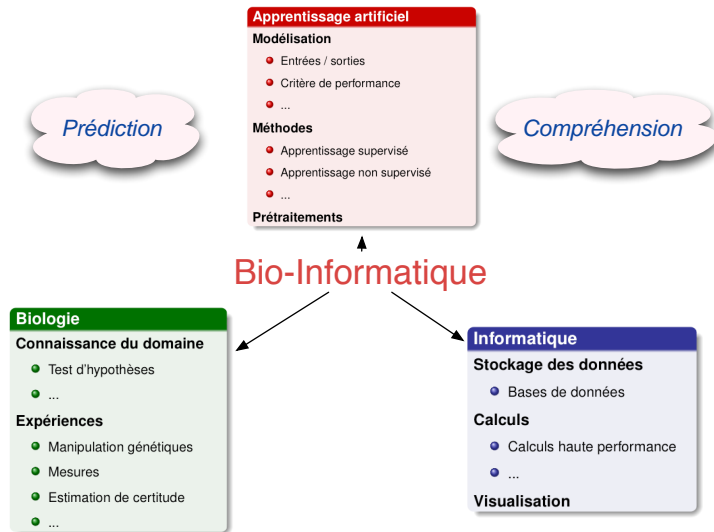 Apprentissage artificiel
Modélisation
Entrées / sorties
Critère de performance
...
Méthodes
Apprentissage supervisé
Apprentissage non supervisé
...
Prétraitements
Prédiction
Compréhension
Bio-Informatique
Biologie
Connaissance du domaine
Test d'hypothèses
...
Expériences
Manipulation génétiques
Mesures
Estimation de certitude
...
Informatique
Stockage des données
Bases de données
Calculs
Calculs haute performance
...
Visualisation